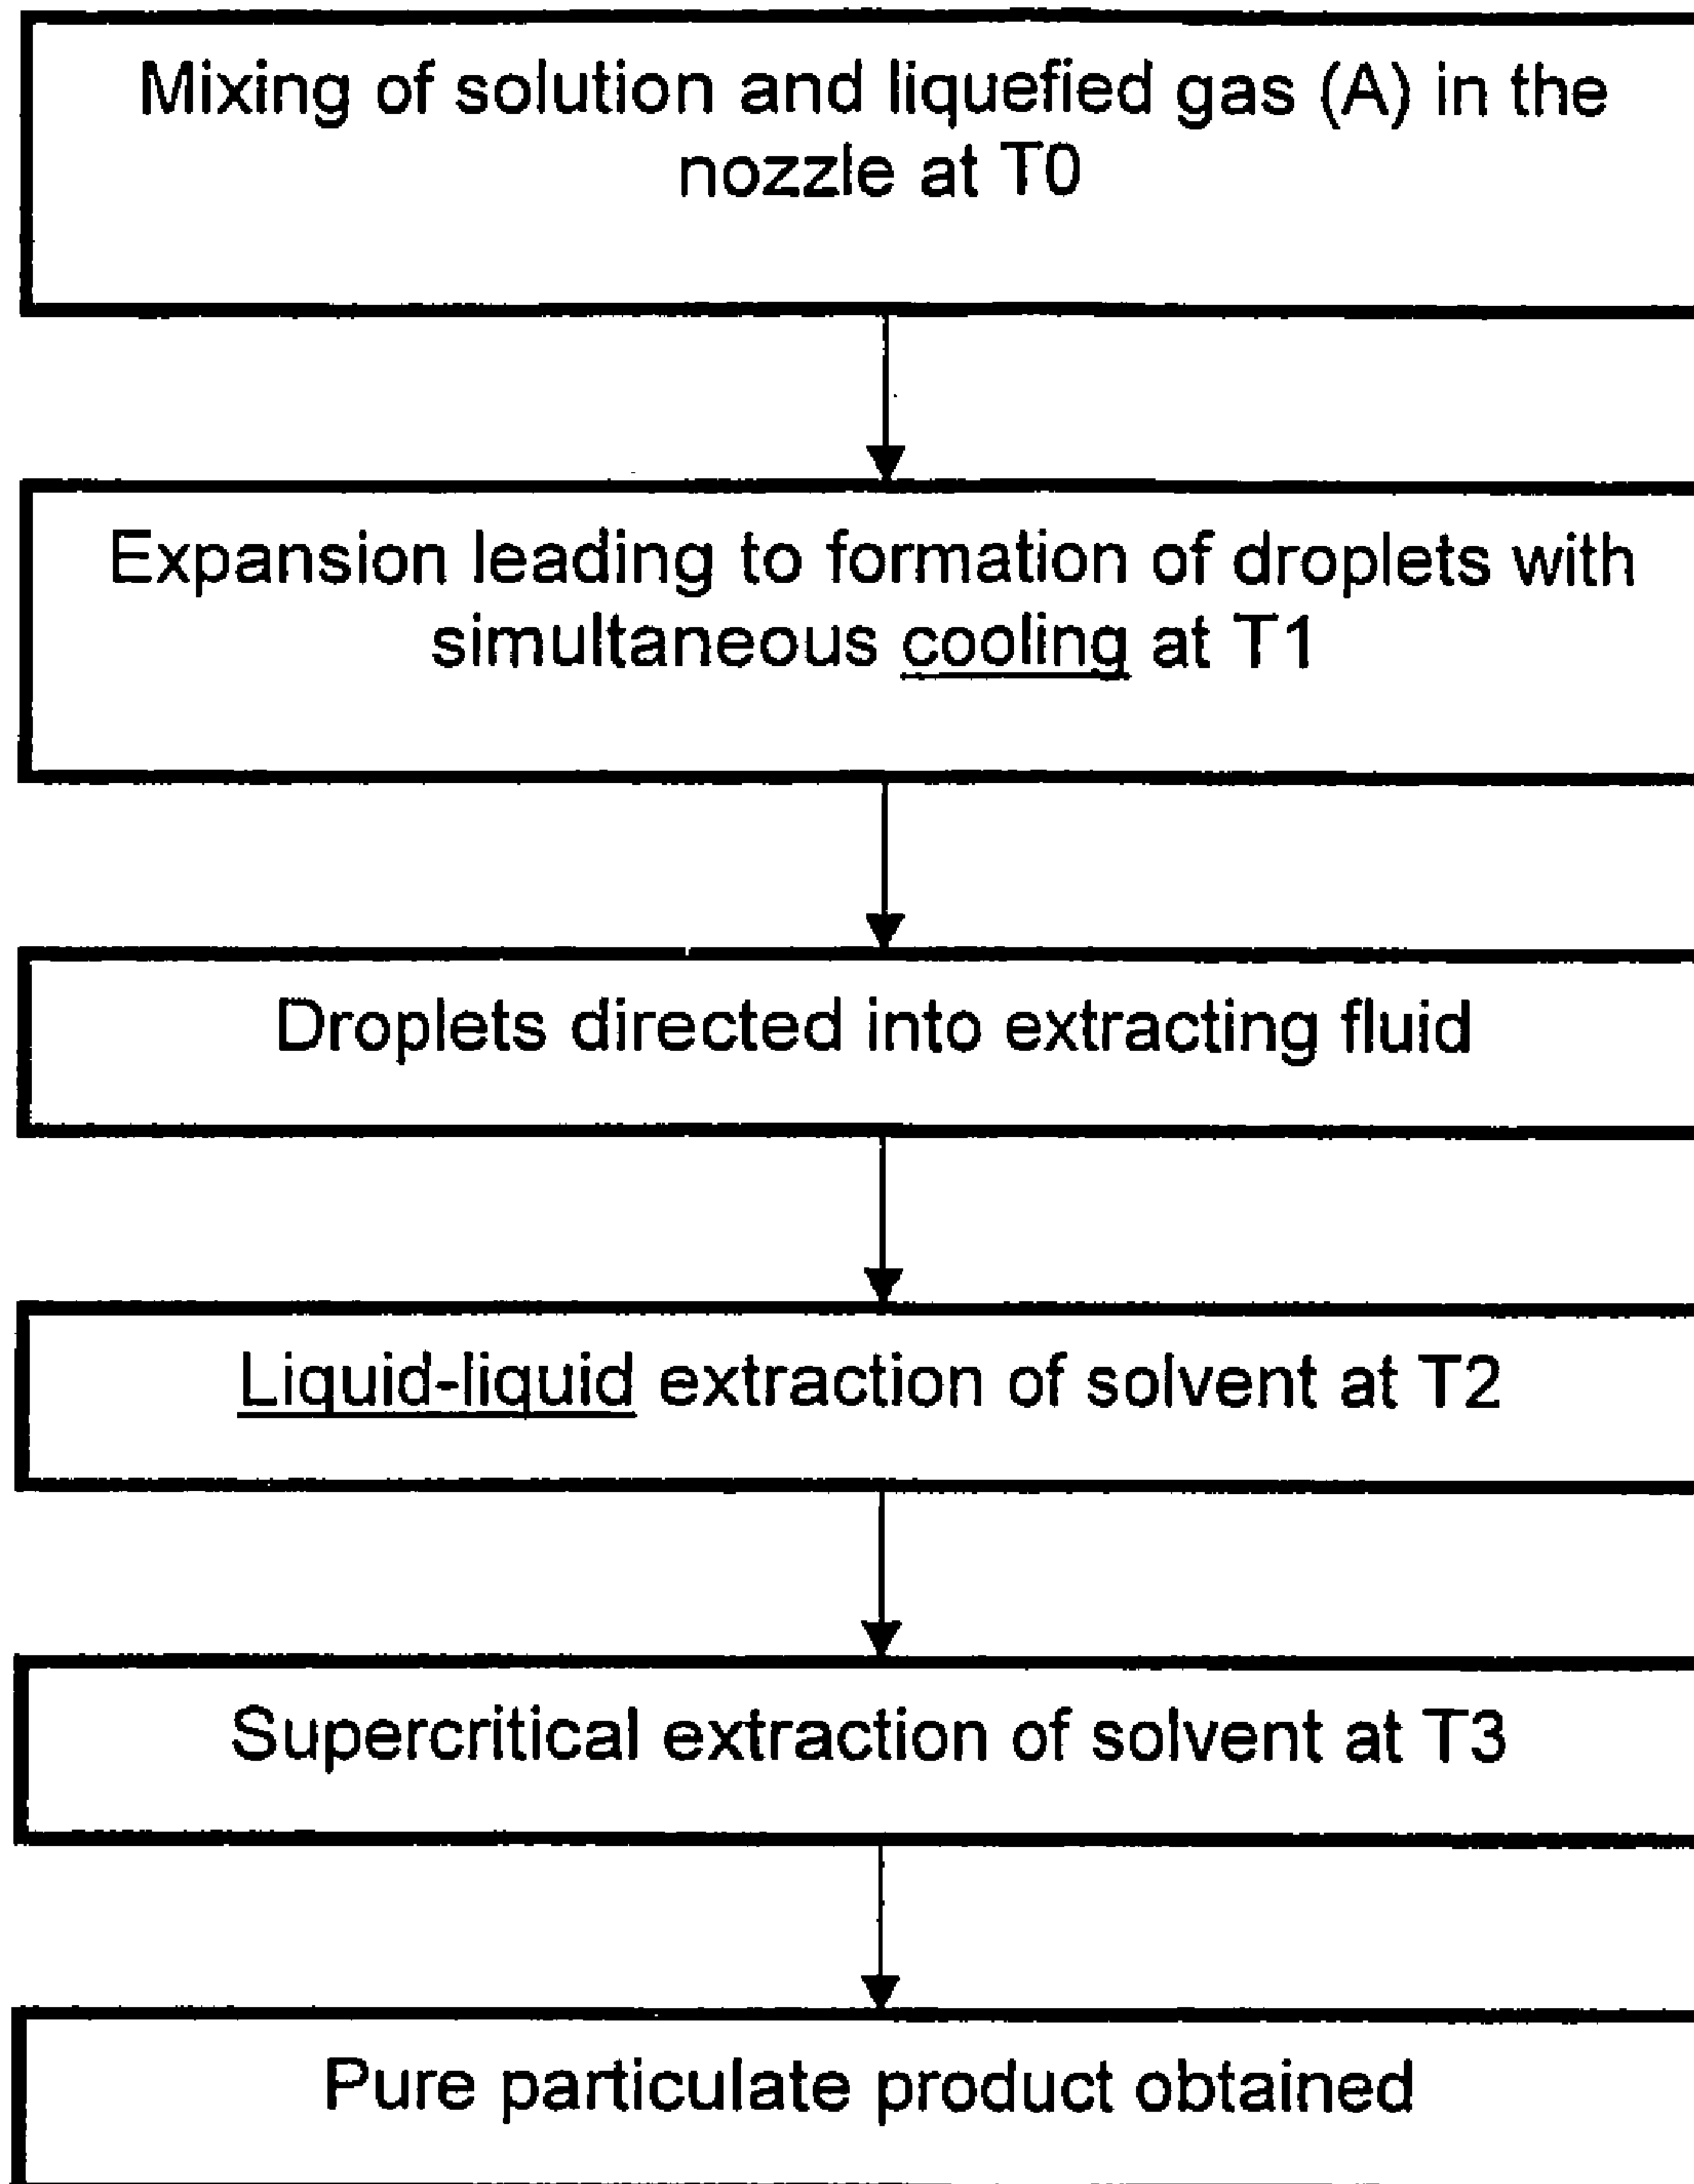 Mixing of solution and liquefied gas (A) in the
nozzle at T0
Expansion leading to formation of droplets with
simultaneous cooling at T1
Droplets directed into extracting fluid
Liquid-liquid extraction of solvent at T2
Supercritical extraction of solvent at T3
Pure particulate product obtained